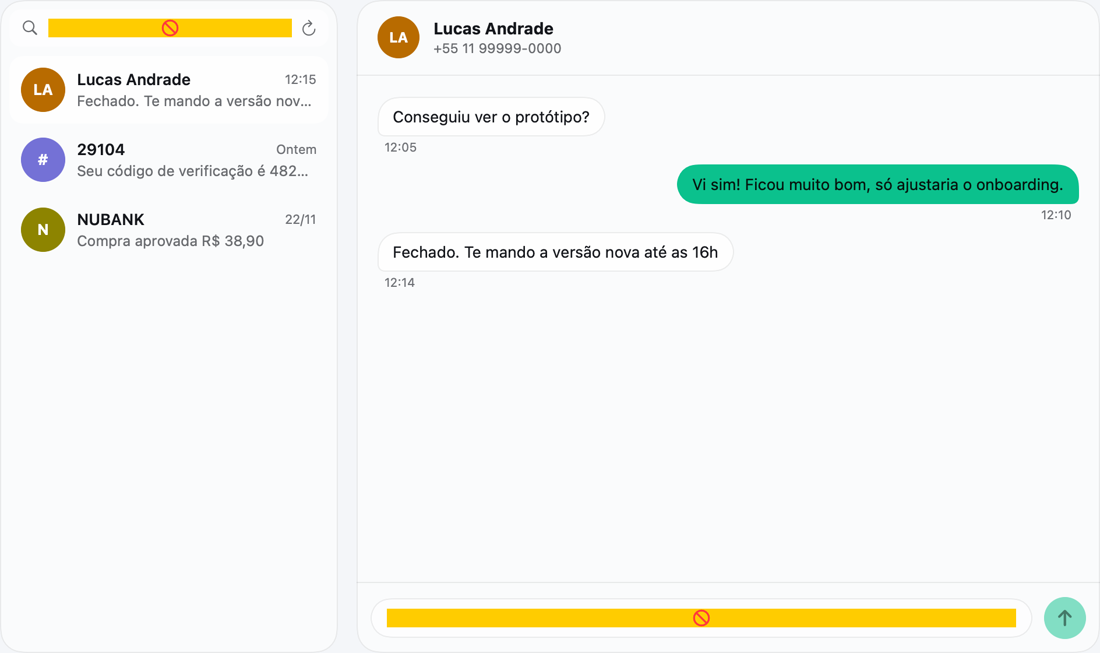 LA
Lucas Andrade
12:15
Fechado. Te mando a versão nov...
#
29104
Ontem
Seu código de verificação é 482...
N
NUBANK
22/11
Compra aprovada R$ 38,90
LA
Lucas Andrade
+55 11 99999-0000
Conseguiu ver o protótipo?
12:05
Vi sim! Ficou muito bom, só ajustaria o onboarding.
12:10
Fechado. Te mando a versão nova até as 16h
12:14